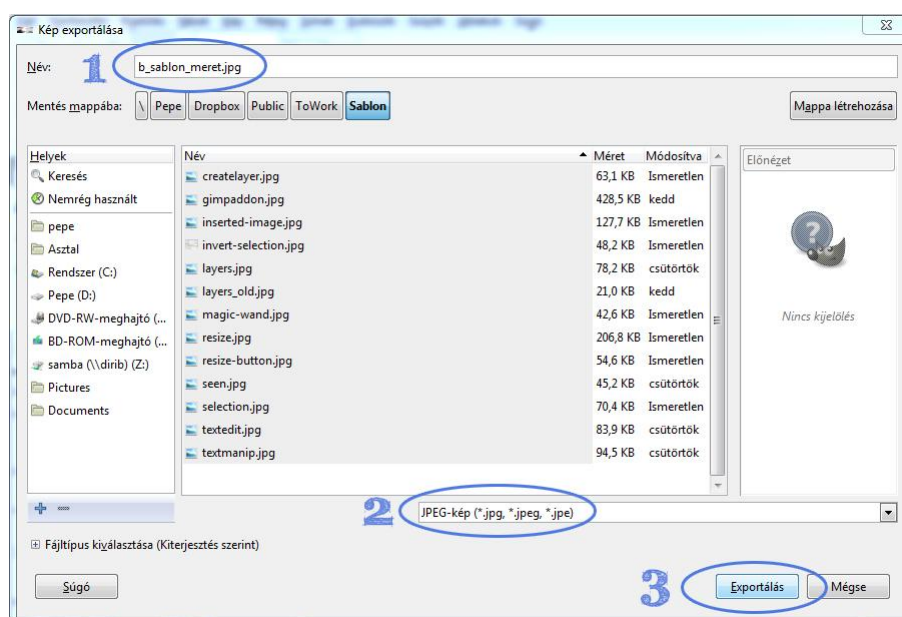 Kép exportálása
1
Név: b_sablon_meret.jpg
Mentés mappába: \ Pepe Dropbox Public ToWork Sablon Mappa létrehozása
Helyek Név Méret Módosítva Előnézet
Keresés createlayer.jpg 63,1 KB Ismeretlen
Nemrég használt gimpaddon.jpg 428,5 KB kedd
pepe inserted-image.jpg 127,7 KB Ismeretlen
Asztal invert-selection.jpg 48,2 KB Ismeretlen
Rendszer (C:) layers.jpg 78,2 KB csütörtök
Pepe (D:) layers_old.jpg 21,0 KB kedd
DVD-RW-meghajtó (... magic-wand.jpg 42,6 KB Ismeretlen Nincs kijelölés
BD-ROM-meghajtó (... resize.jpg 206,8 KB Ismeretlen
samba (\\dirib) (Z:) resize-button.jpg 54,6 KB Ismeretlen
Pictures seen.jpg 45,2 KB csütörtök
Documents selection.jpg 70,4 KB Ismeretlen
textedit.jpg 83,9 KB csütörtök
textmanip.jpg 94,5 KB csütörtök
2 JPEG-kép (*.jpg, *.jpeg, *.jpe)
Fájltípus kiválasztása (Kiterjesztés szerint)
Súgó 3 Exportálás Mégse